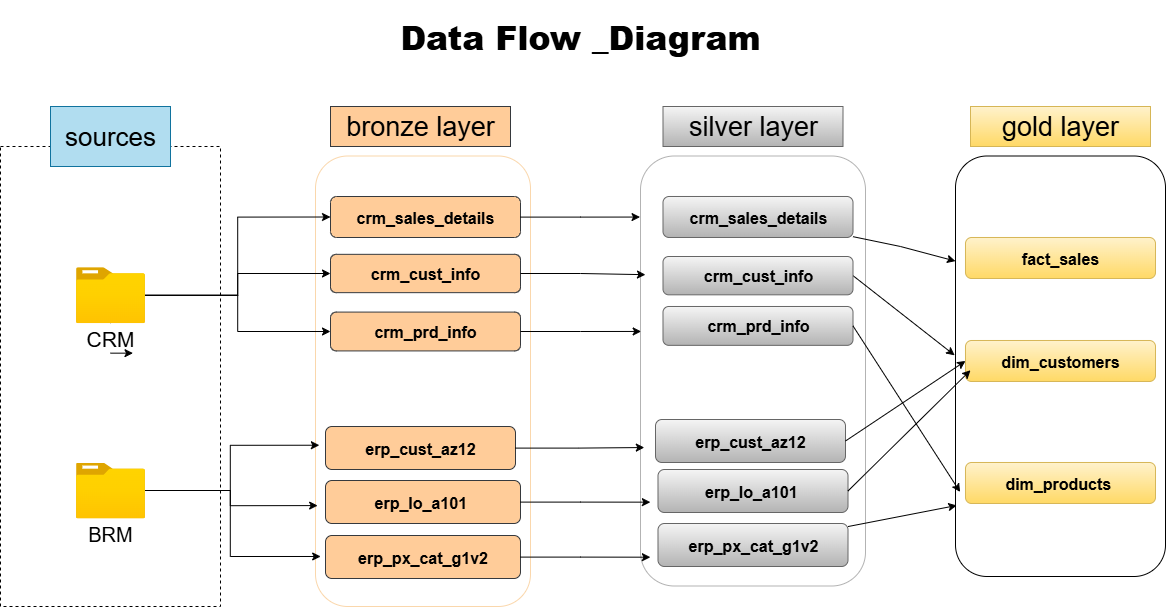 Data Flow _Diagram
sources
bronze layer
silver layer
gold layer
CRM
BRM
crm_sales_details
crm_cust_info
crm_prd_info
erp_cust_az12
erp_lo_a101
erp_px_cat_g1v2
crm_sales_details
crm_cust_info
crm_prd_info
erp_cust_az12
erp_lo_a101
erp_px_cat_g1v2
fact_sales
dim_customers
dim_products